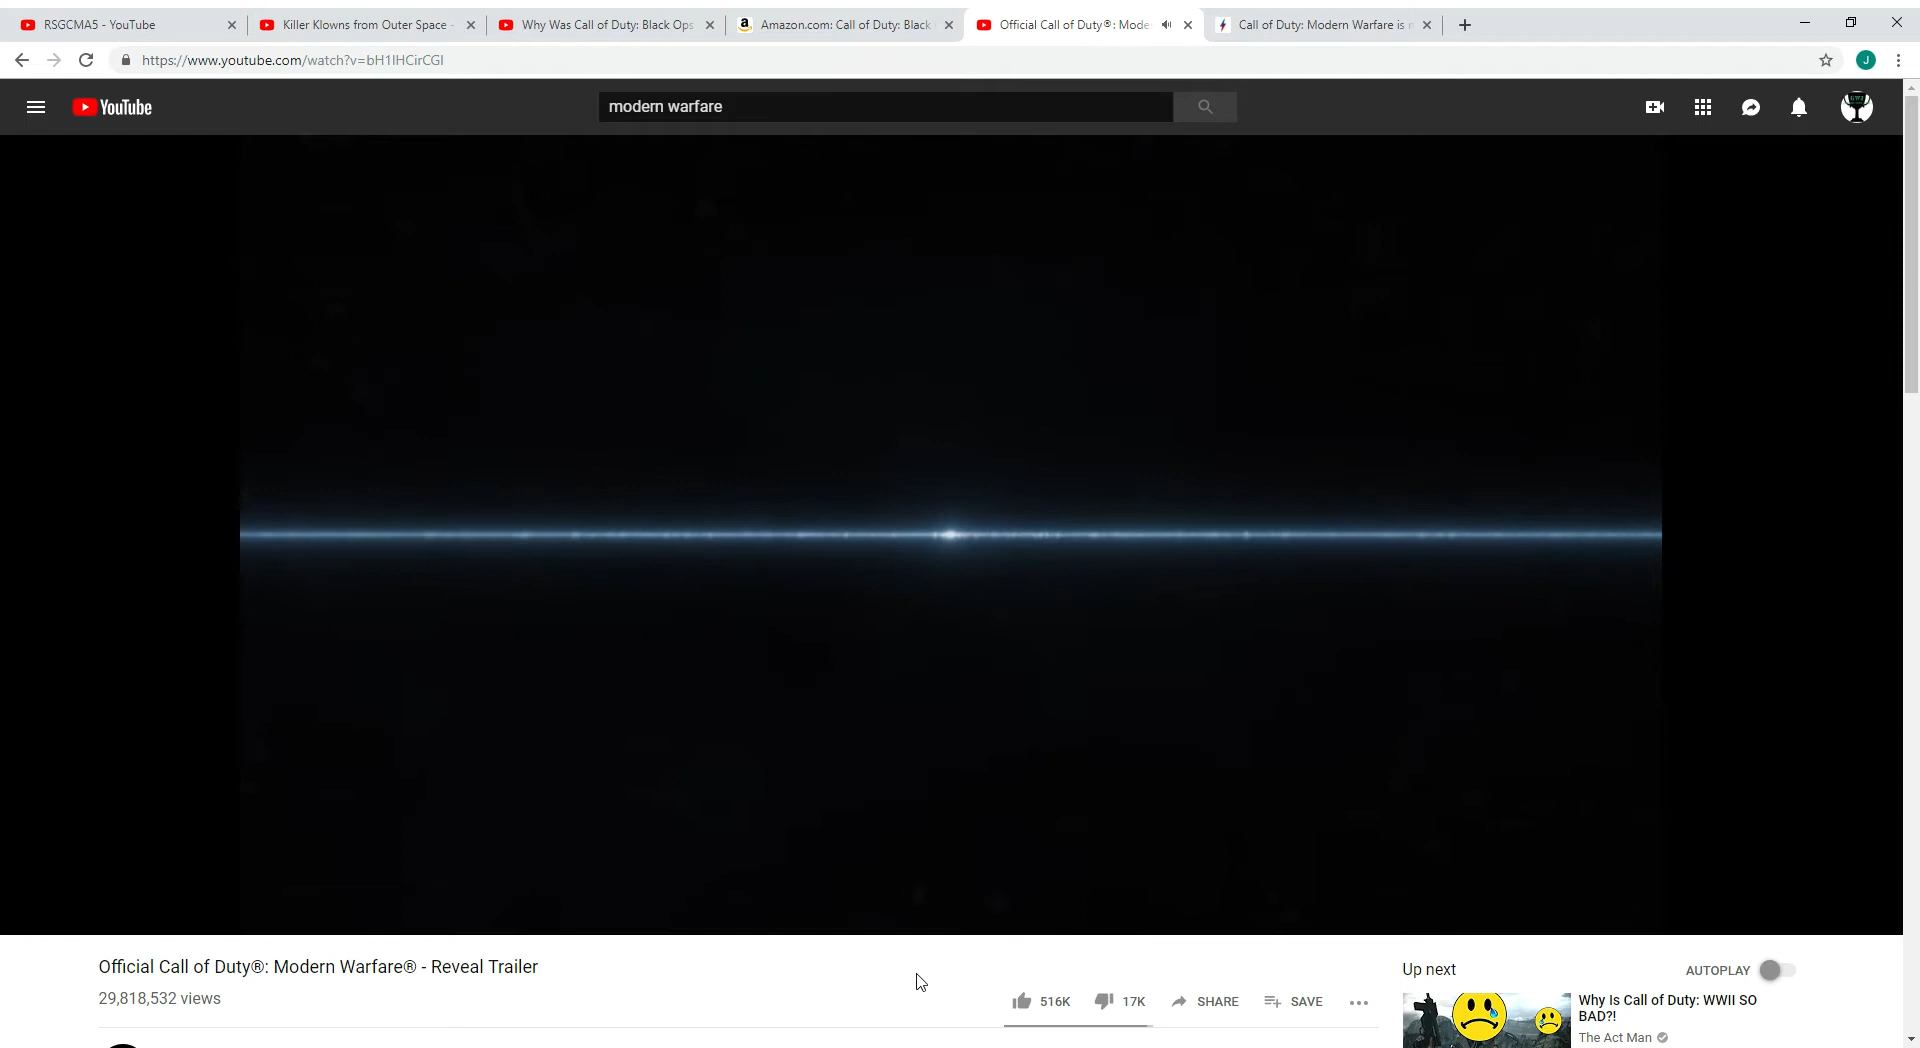 RSGCMA5 - YouTube
Killer Klowns from Outer Space -
Why Was Call of Duty: Black Ops
Amazon.com: Call of Duty: Black
Official Call of Duty®: Mode
Call of Duty: Modern Warfare is
https://www.youtube.com/watch?v=bH1IHCirCGI
J
YouTube
modern warfare
Official Call of Duty®: Modern Warfare® - Reveal Trailer
29,818,532 views
516K
17K
SHARE
SAVE
Up next
AUTOPLAY
Why Is Call of Duty: WWII SO
BAD?!
The Act Man